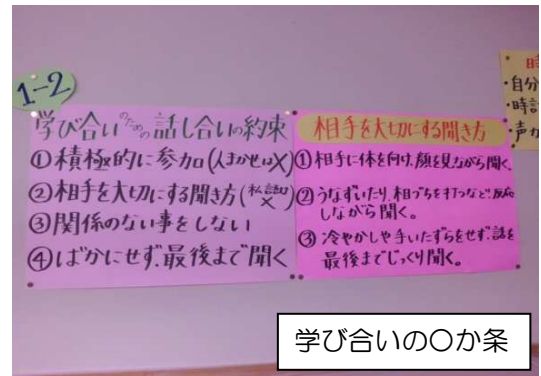 1-2
学び合いのための話し合いの約束
①積極的に参加(人まかせは×)
②相手を大切にする聞き方(私語×)
③関係のない事をしない
④ばかにせず、最後まで聞く
相手を大切にする聞き方
①相手に体を向け、顔を見ながら聞く。
②うなずいたり、相づちを打つなど、反応
しながら聞く。
③冷やかしや手いたずらをせず、話を
最後までじっくり聞く。
・自分
・時計
・声か
学び合いの〇か条